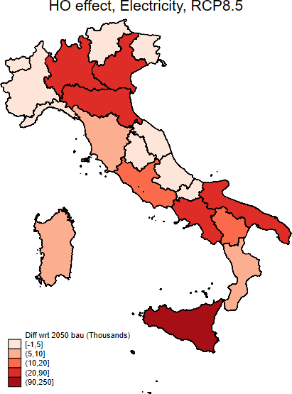 HO effect, Electricity, RCP8.5
Diff wrt 2050 bau (Thousands)
[-1,5]
(5,10]
(10,20]
(20,90]
(90,250]